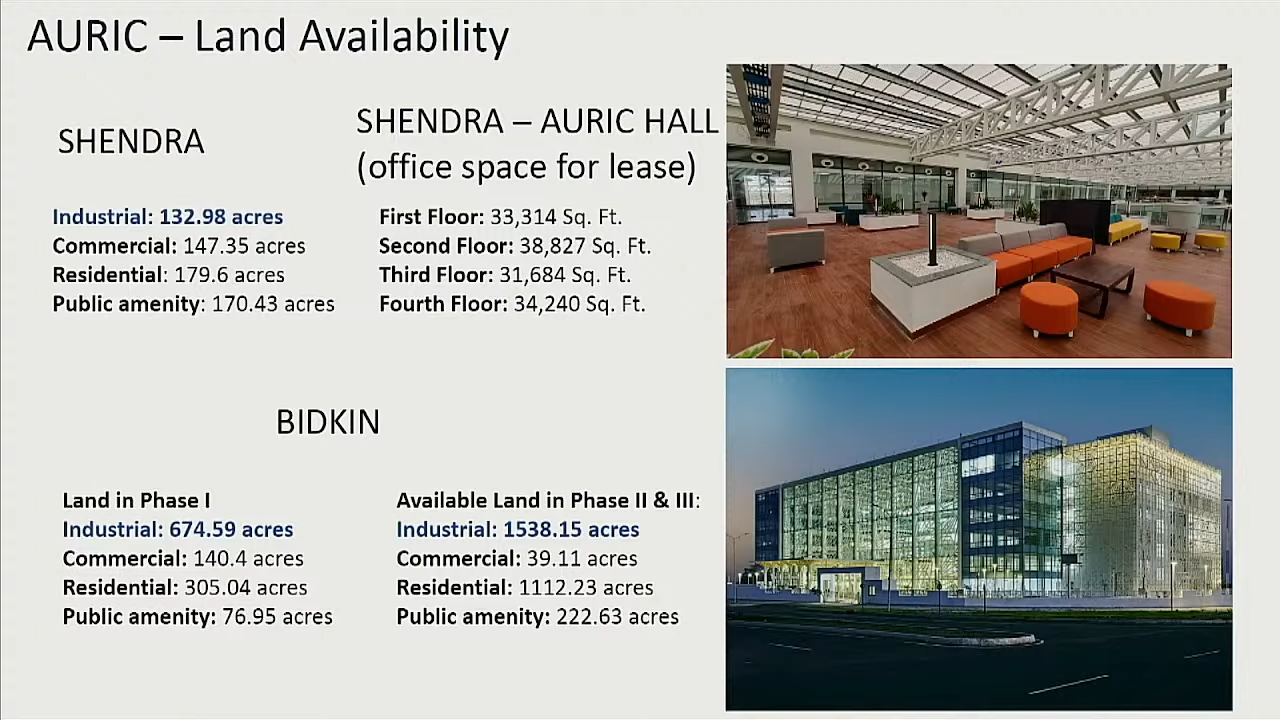 AURIC – Land Availability
SHENDRA
Industrial: 132.98 acres
Commercial: 147.35 acres
Residential: 179.6 acres
Public amenity: 170.43 acres
SHENDRA – AURIC HALL
(office space for lease)
First Floor: 33,314 Sq. Ft.
Second Floor: 38,827 Sq. Ft.
Third Floor: 31,684 Sq. Ft.
Fourth Floor: 34,240 Sq. Ft.
BIDKIN
Land in Phase I
Industrial: 674.59 acres
Commercial: 140.4 acres
Residential: 305.04 acres
Public amenity: 76.95 acres
Available Land in Phase II & III:
Industrial: 1538.15 acres
Commercial: 39.11 acres
Residential: 1112.23 acres
Public amenity: 222.63 acres